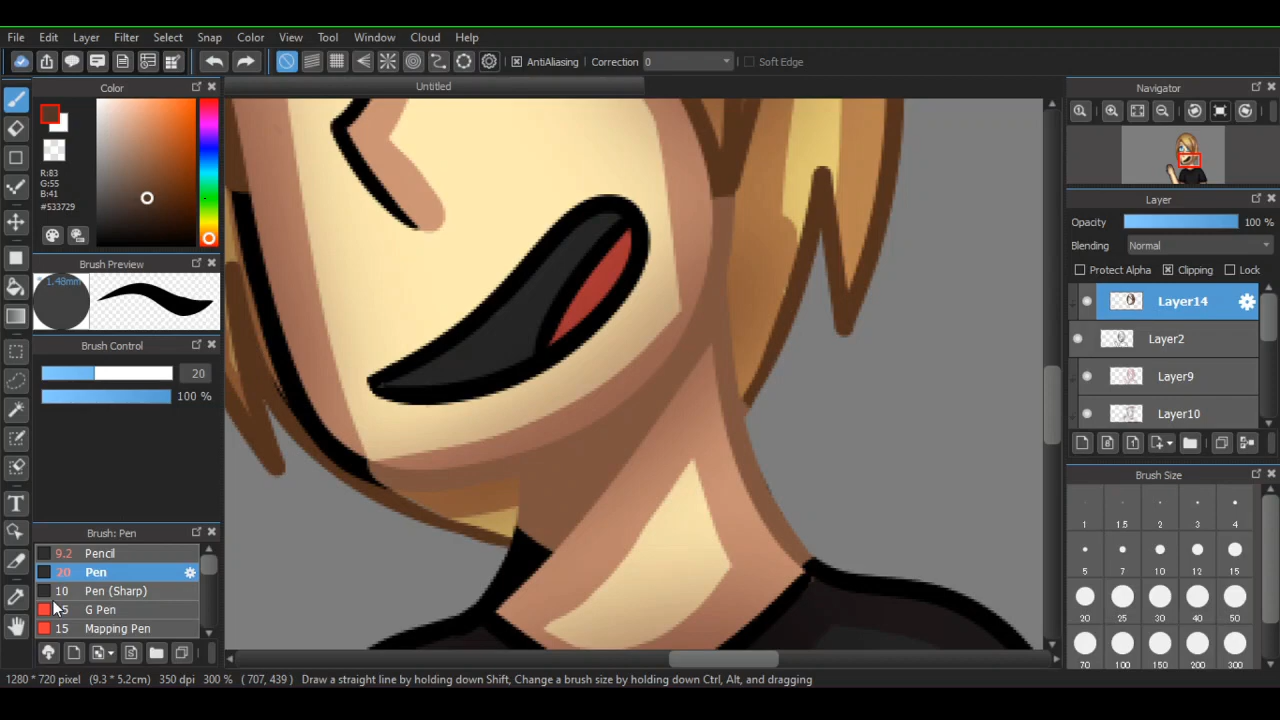 File Edit Layer Filter Select Snap Color View Tool Window Cloud Help
AntiAliasing Correction 0 Soft Edge
Color
Untitled
Navigator
R:83
G:55
B:41
#533729
Brush Preview
1.48mm
Brush Control
20
100 %
Brush: Pen
9.2 Pencil
20 Pen
10 Pen (Sharp)
G Pen
15 Mapping Pen
Layer
Opacity 100 %
Blending Normal
Protect Alpha Clipping Lock
Layer14
Layer2
Layer9
Layer10
Brush Size
1 1.5 2 3 4
5 7 10 12 15
20 25 30 40 50
70 100 150 200 300
1280 * 720 pixel (9.3 * 5.2cm) 350 dpi 300 % ( 707, 439 ) Draw a straight line by holding down Shift, Change a brush size by holding down Ctrl, Alt, and dragging